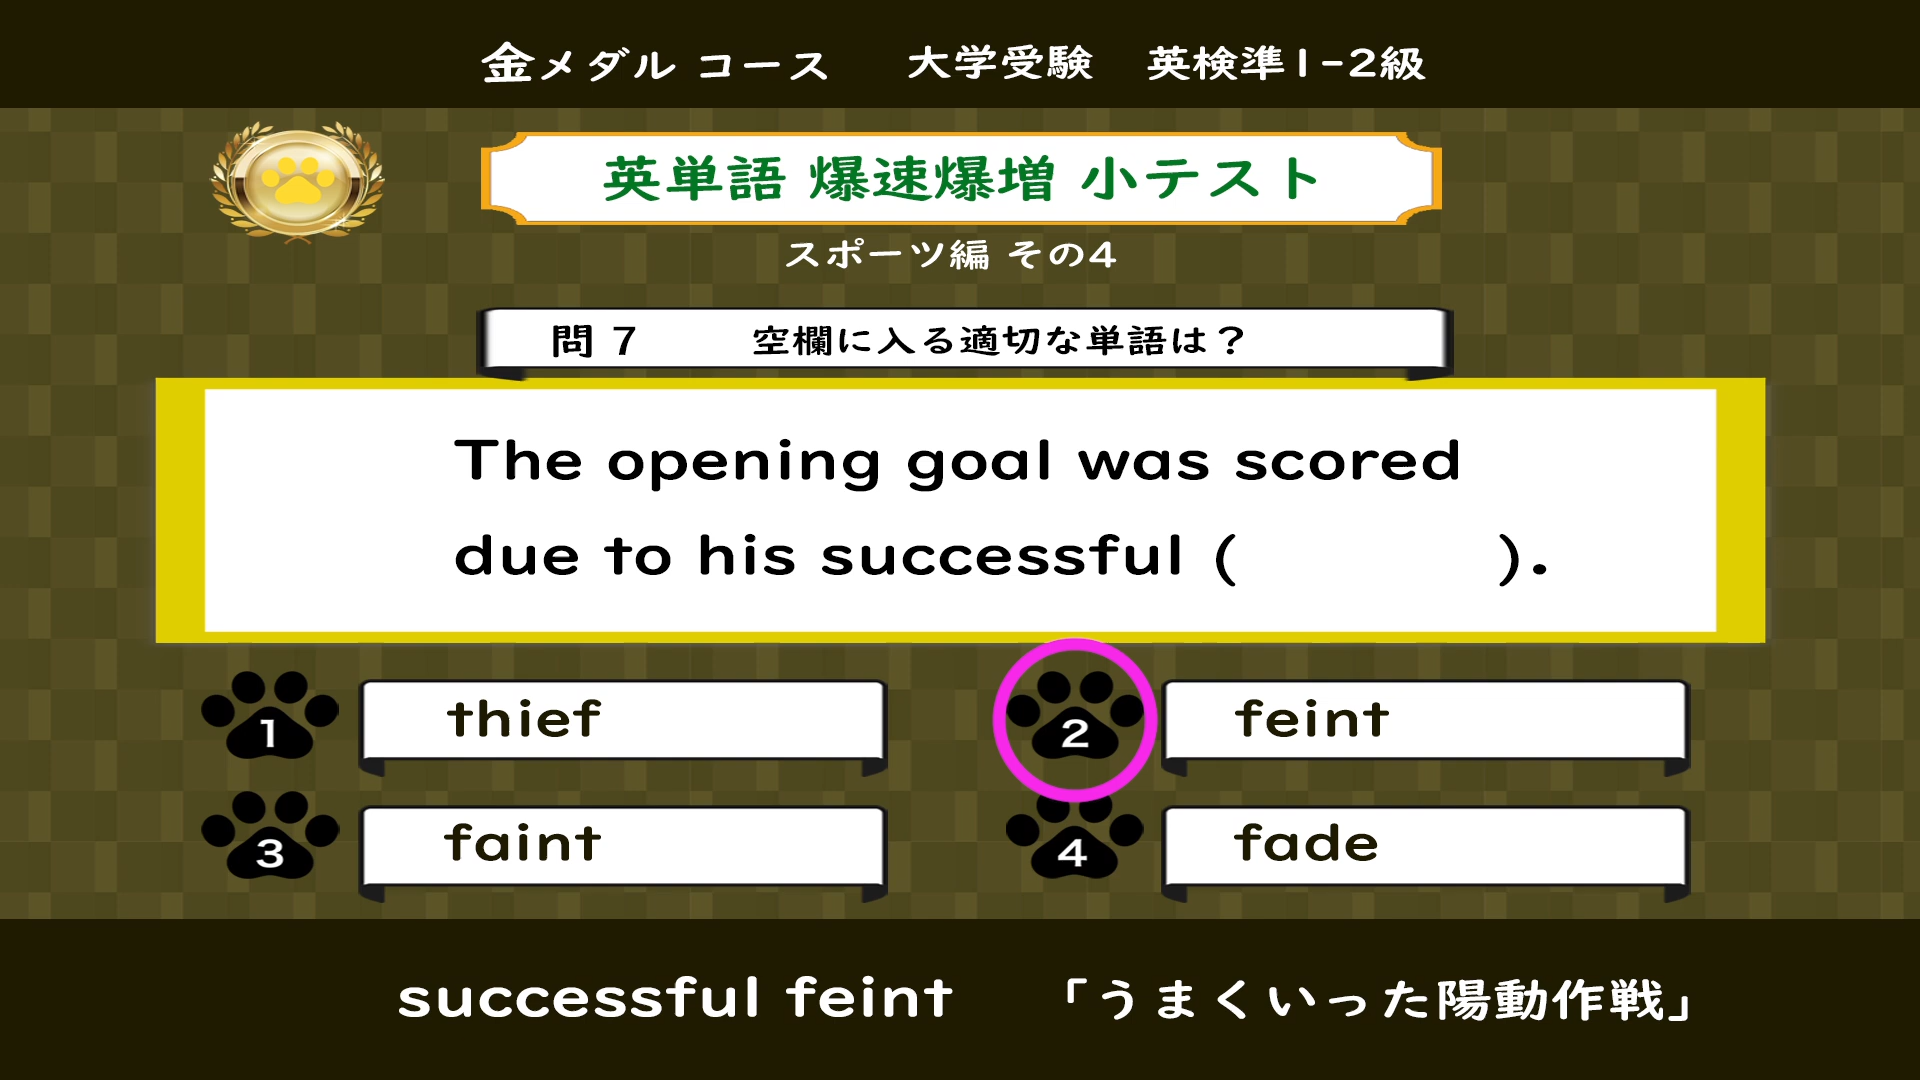 金メダル コース 大学受験 英検準1-2級
英単語 爆速爆増 小テスト
スポーツ編 その4
問 7 空欄に入る適切な単語は？
The opening goal was scored
due to his successful ( ).
1 thief
2 feint
3 faint
4 fade
successful feint 「うまくいった陽動作戦」